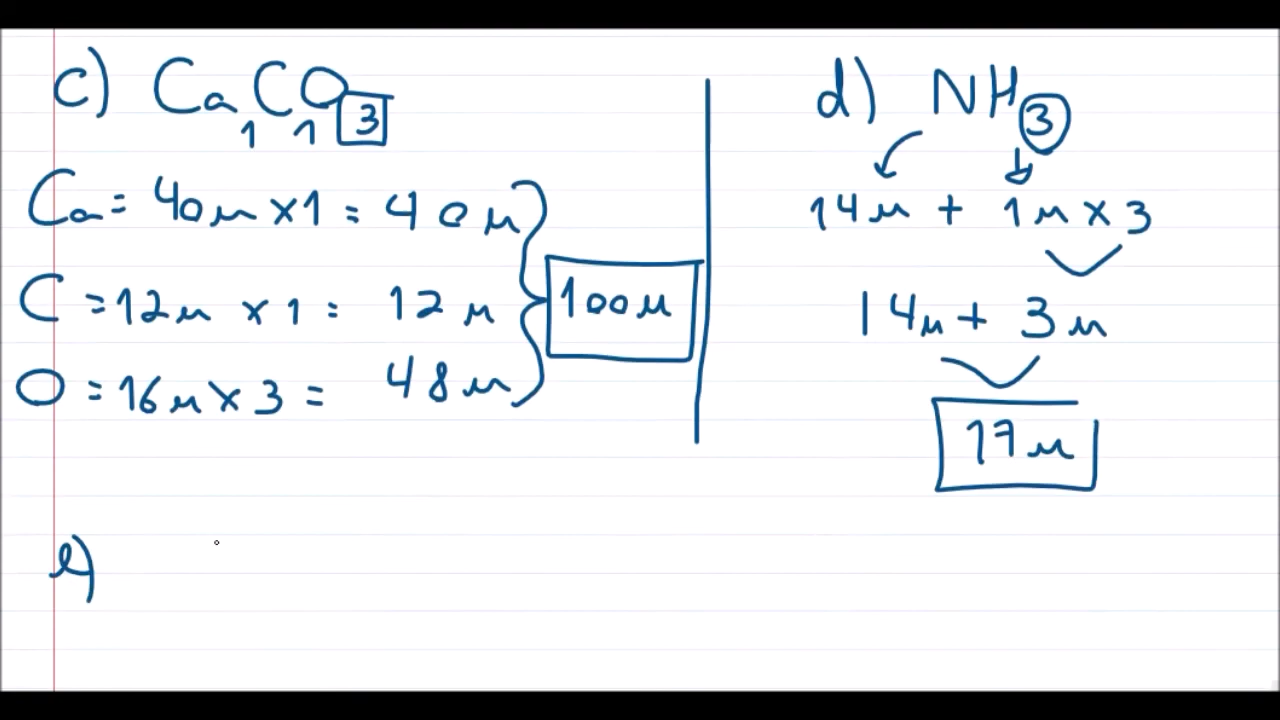 c) CaCO3
1 1
Ca = 40u x 1 = 40u
C = 12u x 1 = 12u
O = 16u x 3 = 48u
100u
d) NH3
14u + 1u x 3
14u + 3u
17u
e)